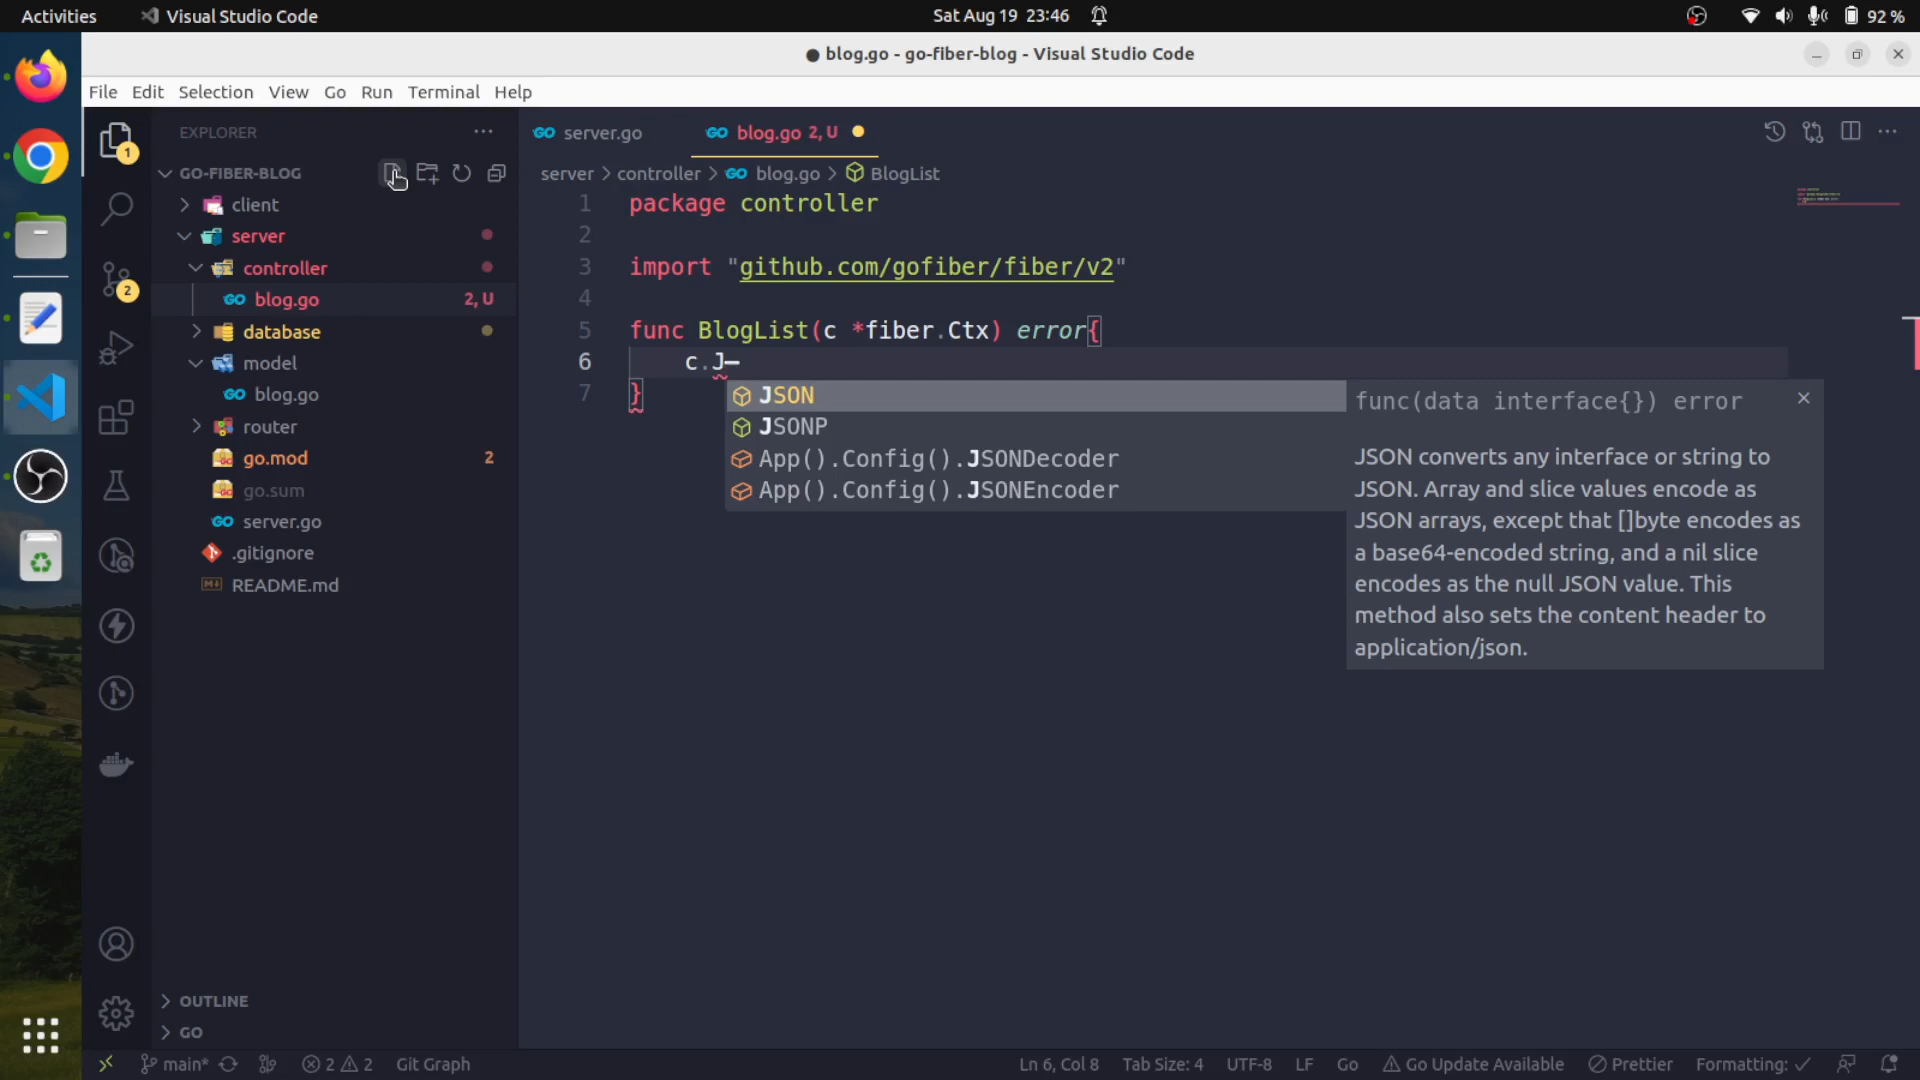 Activities
Visual Studio Code
Sat Aug 19 23:46
92 %
● blog.go - go-fiber-blog - Visual Studio Code
File Edit Selection View Go Run Terminal Help
EXPLORER
GO-FIBER-BLOG
client
server
controller
blog.go 2, U
database
model
blog.go
router
go.mod 2
go.sum
server.go
.gitignore
README.md
OUTLINE
GO
1
2
server.go
blog.go 2, U
server > controller > blog.go > BlogList
1 package controller
2
3 import "github.com/gofiber/fiber/v2"
4
5 func BlogList(c *fiber.Ctx) error{
6 c.J
7 }
JSON
JSONP
App().Config().JSONDecoder
App().Config().JSONEncoder
func(data interface{}) error
JSON converts any interface or string to
JSON. Array and slice values encode as
JSON arrays, except that []byte encodes as
a base64-encoded string, and a nil slice
encodes as the null JSON value. This
method also sets the content header to
application/json.
main* 2 2 Git Graph
Ln 6, Col 8 Tab Size: 4 UTF-8 LF Go Go Update Available Prettier Formatting: ✓